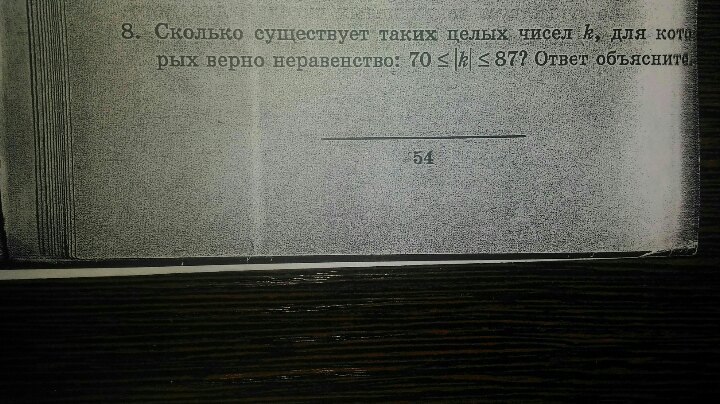 8. Сколько существует таких целых чисел k, для кото
рых верно неравенство: 70 ≤ |k| ≤ 87? Ответ объясните.
54